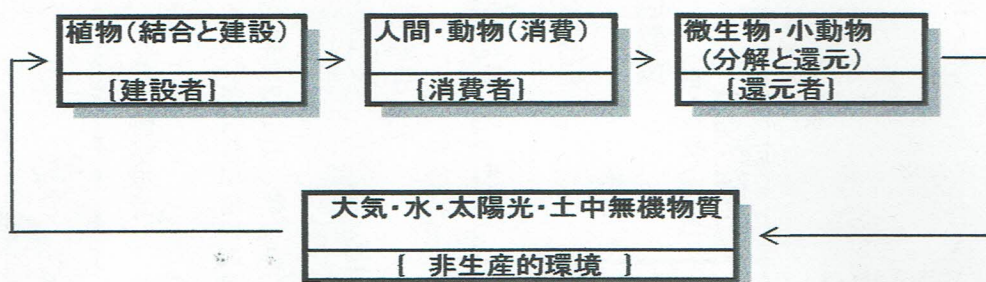 植物(結合と建設)
{建設者}
人間・動物(消費)
{消費者}
微生物・小動物
(分解と還元)
{還元者}
大気・水・太陽光・土中無機物質
{ 非生産的環境 }